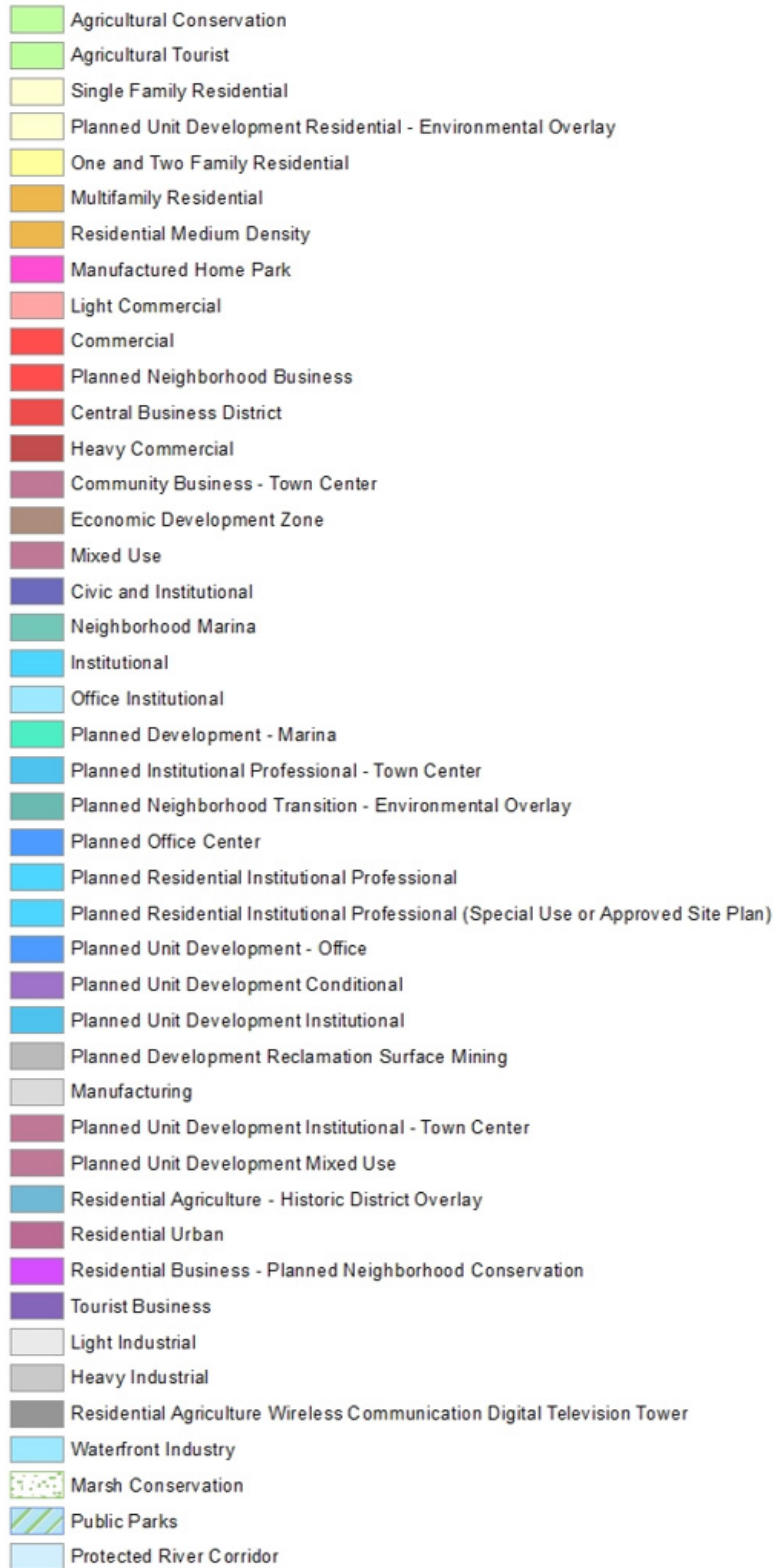 Agricultural Conservation
Agricultural Tourist
Single Family Residential
Planned Unit Development Residential - Environmental Overlay
One and Two Family Residential
Multifamily Residential
Residential Medium Density
Manufactured Home Park
Light Commercial
Commercial
Planned Neighborhood Business
Central Business District
Heavy Commercial
Community Business - Town Center
Economic Development Zone
Mixed Use
Civic and Institutional
Neighborhood Marina
Institutional
Office Institutional
Planned Development - Marina
Planned Institutional Professional - Town Center
Planned Neighborhood Transition - Environmental Overlay
Planned Office Center
Planned Residential Institutional Professional
Planned Residential Institutional Professional (Special Use or Approved Site Plan)
Planned Unit Development - Office
Planned Unit Development Conditional
Planned Unit Development Institutional
Planned Development Reclamation Surface Mining
Manufacturing
Planned Unit Development Institutional - Town Center
Planned Unit Development Mixed Use
Residential Agriculture - Historic District Overlay
Residential Urban
Residential Business - Planned Neighborhood Conservation
Tourist Business
Light Industrial
Heavy Industrial
Residential Agriculture Wireless Communication Digital Television Tower
Waterfront Industry
Marsh Conservation
Public Parks
Protected River Corridor